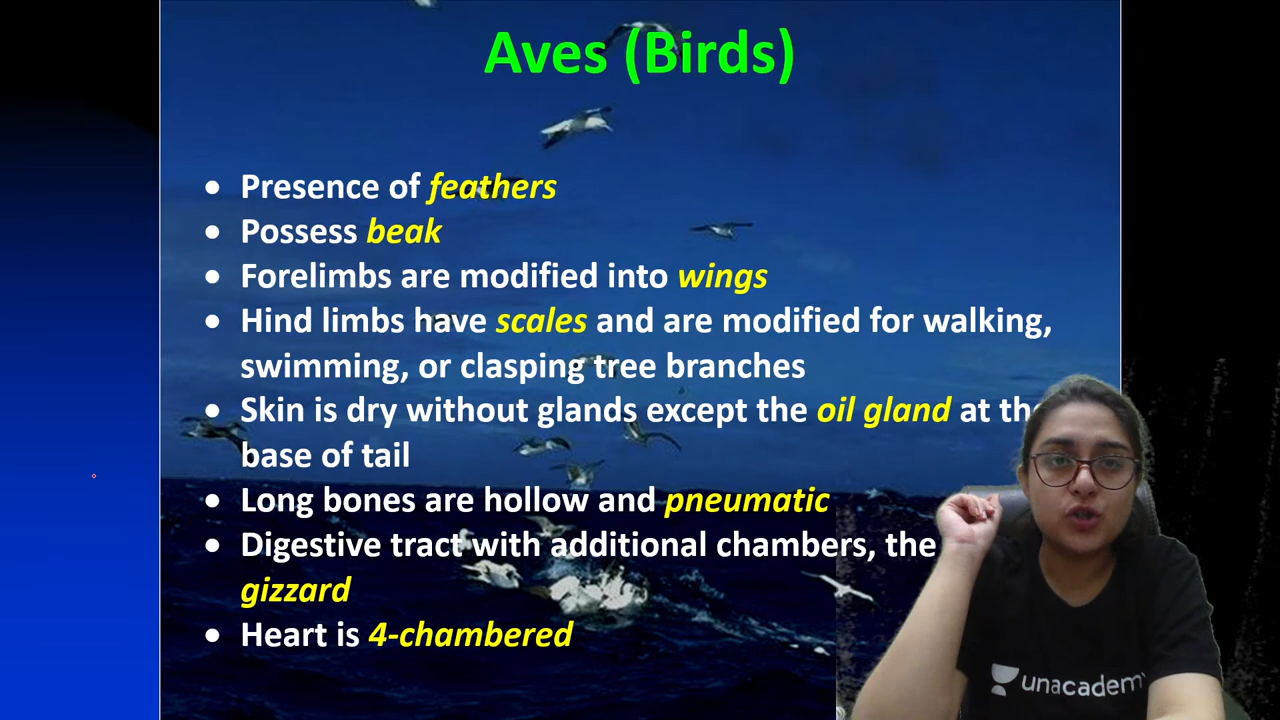 Aves (Birds)
• Presence of feathers
• Possess beak
• Forelimbs are modified into wings
• Hind limbs have scales and are modified for walking,
swimming, or clasping tree branches
• Skin is dry without glands except the oil gland at the
base of tail
• Long bones are hollow and pneumatic
• Digestive tract with additional chambers, the
gizzard
• Heart is 4-chambered
unacademy